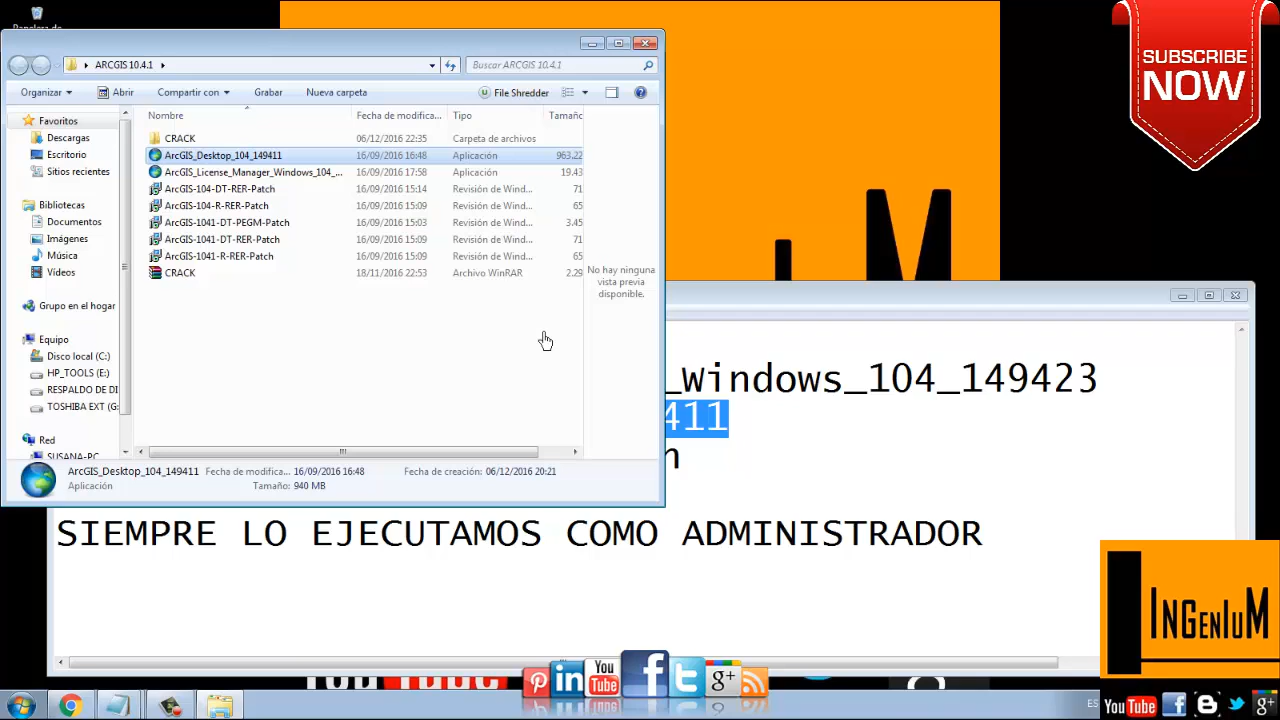 Panelera de
ARCGIS 10.4.1
Buscar ARCGIS 10.4.1
Organizar Abrir Compartir con Grabar Nueva carpeta File Shredder
Nombre Fecha de modifica... Tipo Tamaño
CRACK 06/12/2016 22:35 Carpeta de archivos
ArcGIS_Desktop_104_149411 16/09/2016 16:48 Aplicación 963.22
ArcGIS_License_Manager_Windows_104_... 16/09/2016 17:58 Aplicación 19.43
ArcGIS-104-DT-RER-Patch 16/09/2016 15:14 Revisión de Wind... 71
ArcGIS-104-R-RER-Patch 16/09/2016 15:09 Revisión de Wind... 65
ArcGIS-1041-DT-PEGM-Patch 16/09/2016 15:03 Revisión de Wind... 3.45
ArcGIS-1041-DT-RER-Patch 16/09/2016 15:09 Revisión de Wind... 71
ArcGIS-1041-R-RER-Patch 16/09/2016 15:09 Revisión de Wind... 65
CRACK 18/11/2016 22:53 Archivo WinRAR 2.29
Favoritos
Descargas
Escritorio
Sitios recientes
Bibliotecas
Documentos
Imágenes
Música
Vídeos
Grupo en el hogar
Equipo
Disco local (C:)
HP_TOOLS (E:)
RESPALDO DE DI
TOSHIBA EXT (G:
Red
SUSANA-PC
No hay ninguna
vista previa
disponible.
ArcGIS_Desktop_104_149411 Fecha de modifica... 16/09/2016 16:48 Fecha de creación: 06/12/2016 20:21
Aplicación Tamaño: 940 MB
SUBSCRIBE
NOW
M
_Windows_104_149423
411
n
SIEMPRE LO EJECUTAMOS COMO ADMINISTRADOR
INGenIuM
You
Tube
in
f
g+
ES
You Tube
f
g+